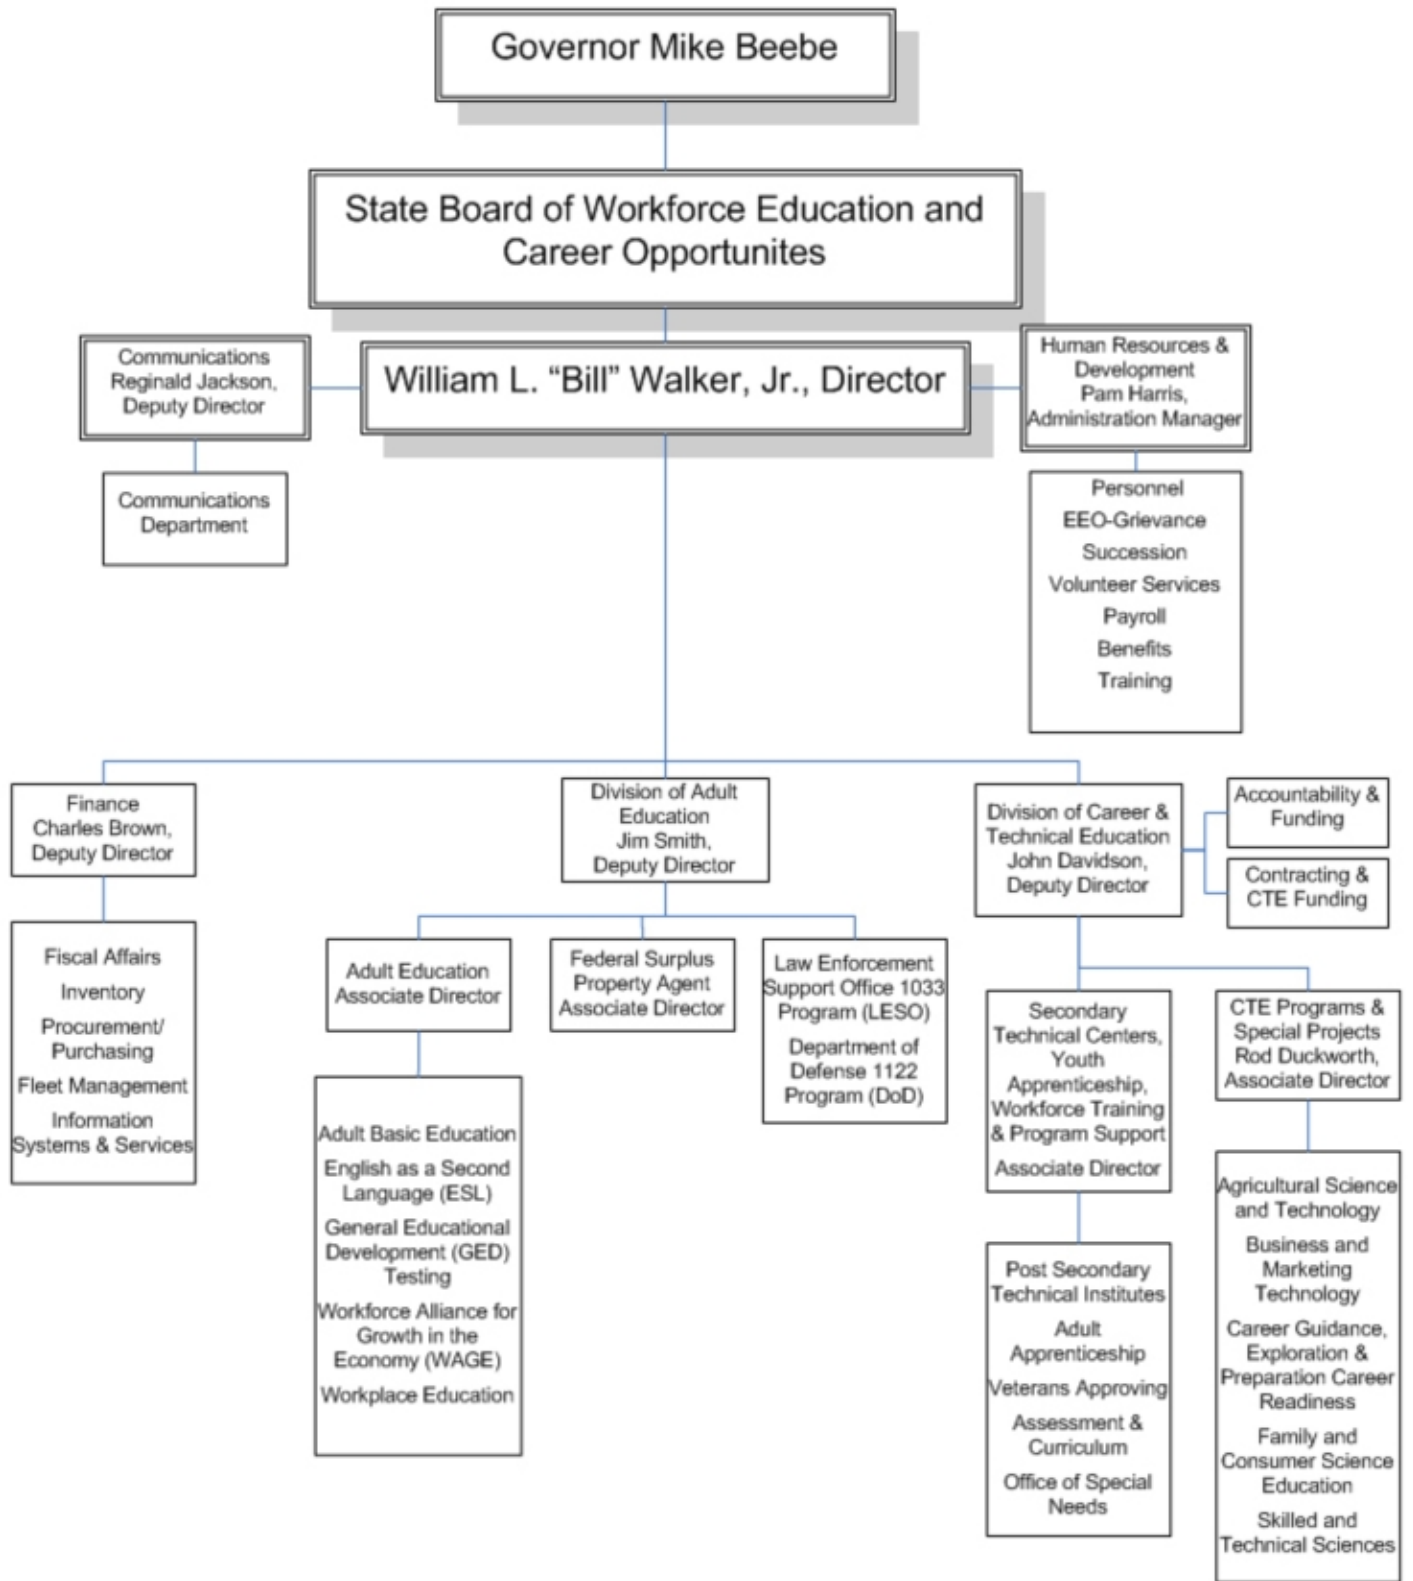 Governor Mike Beebe
State Board of Workforce Education and
Career Opportunites
Communications
Reginald Jackson,
Deputy Director
William L. “Bill” Walker, Jr., Director
Human Resources &
Development
Pam Harris,
Administration Manager
Communications
Department
Personnel
EEO-Grievance
Succession
Volunteer Services
Payroll
Benefits
Training
Finance
Charles Brown,
Deputy Director
Division of Adult
Education
Jim Smith,
Deputy Director
Division of Career &
Technical Education
John Davidson,
Deputy Director
Accountability &
Funding
Contracting &
CTE Funding
Fiscal Affairs
Inventory
Procurement/
Purchasing
Fleet Management
Information
Systems & Services
Adult Education
Associate Director
Federal Surplus
Property Agent
Associate Director
Law Enforcement
Support Office 1033
Program (LESO)
Department of
Defense 1122
Program (DoD)
Adult Basic Education
English as a Second
Language (ESL)
General Educational
Development (GED)
Testing
Workforce Alliance for
Growth in the
Economy (WAGE)
Workplace Education
Secondary
Technical Centers,
Youth
Apprenticeship,
Workforce Training
& Program Support
Associate Director
CTE Programs &
Special Projects
Rod Duckworth,
Associate Director
Post Secondary
Technical Institutes
Adult
Apprenticeship
Veterans Approving
Assessment &
Curriculum
Office of Special
Needs
Agricultural Science
and Technology
Business and
Marketing
Technology
Career Guidance,
Exploration &
Preparation Career
Readiness
Family and
Consumer Science
Education
Skilled and
Technical Sciences